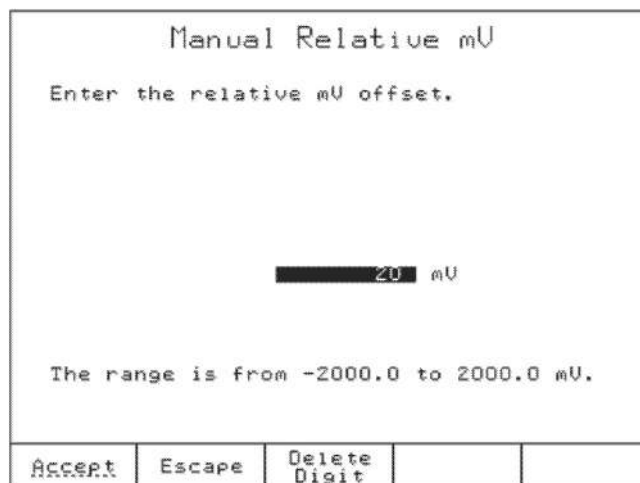 Manual Relative mV
Enter the relative mV offset.
20 mV
The range is from -2000.0 to 2000.0 mV.
Accept Escape Delete Digit